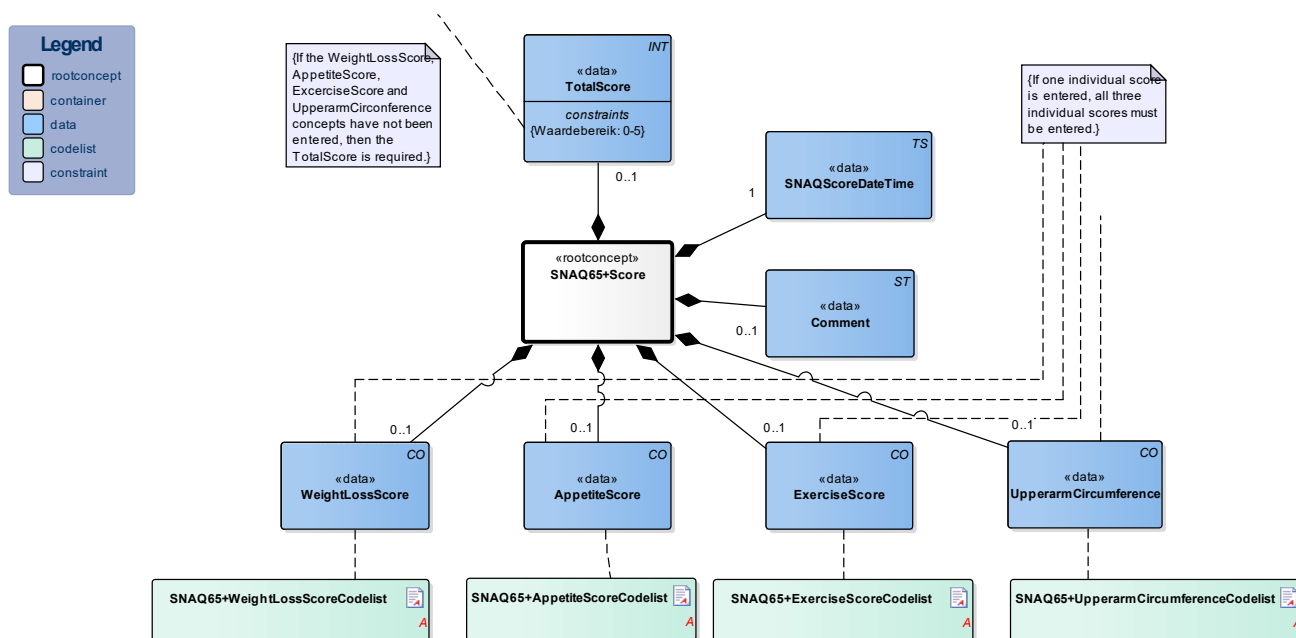 Legend
rootconcept
container
data
codelist
constraint
{If the WeightLossScore,
AppetiteScore,
ExcerciseScore and
UpperarmCirconference
concepts have not been
entered, then the
TotalScore is required.}
INT
«data»
TotalScore
constraints
{Waardebereik: 0-5}
0..1
{If one individual score
is entered, all three
individual scores must
be entered.}
TS
«data»
SNAQScoreDateTime
1
«rootconcept»
SNAQ65+Score
ST
«data»
Comment
0..1
0..1
CO
«data»
WeightLossScore
0..1
CO
«data»
AppetiteScore
0..1
CO
«data»
ExerciseScore
0..1
CO
«data»
UpperarmCircumference
SNAQ65+WeightLossScoreCodelist
A
SNAQ65+AppetiteScoreCodelist
A
SNAQ65+ExerciseScoreCodelist
A
SNAQ65+UpperarmCircumferenceCodelist
A